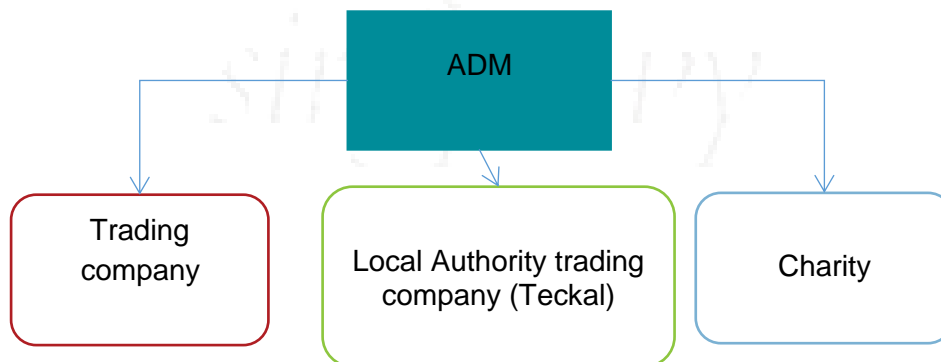 ADM
Trading
company
Local Authority trading
company (Teckal)
Charity